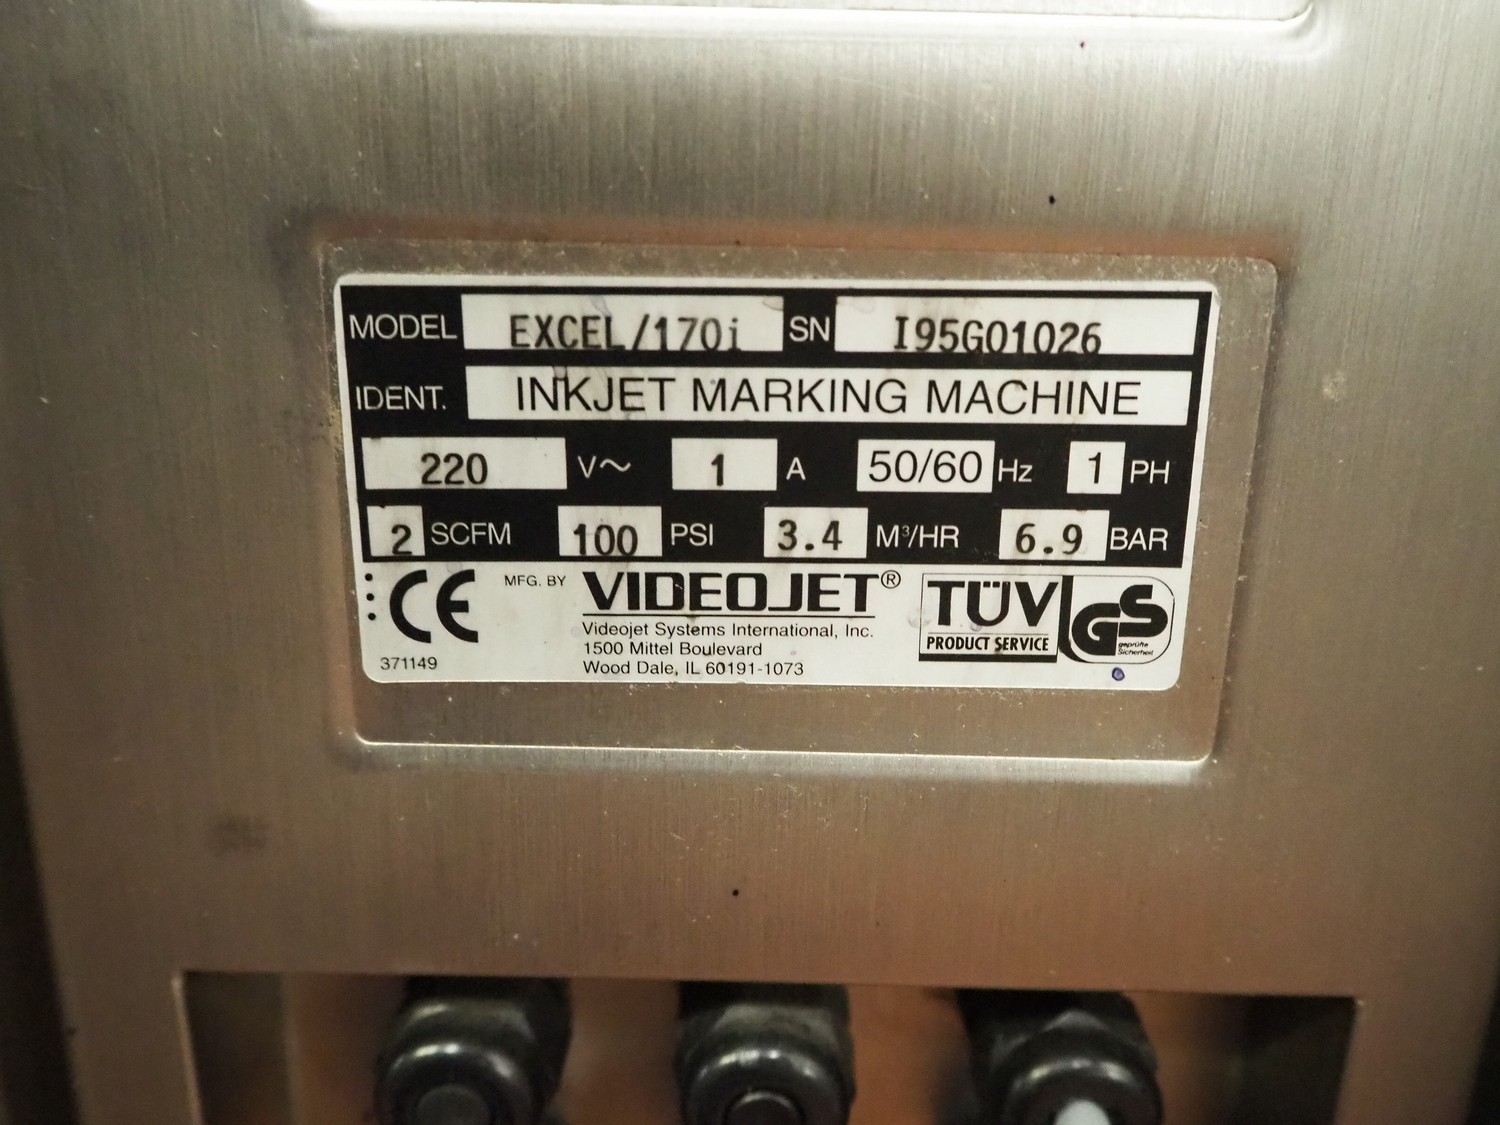 MODEL EXCEL/170i SN I95G01026
IDENT. INKJET MARKING MACHINE
220 V~ 1 A 50/60 Hz 1 PH
2 SCFM 100 PSI 3.4 M³/HR 6.9 BAR
CE MFG. BY VIDEOJET® TÜV GS
Videojet Systems International, Inc.
1500 Mittel Boulevard PRODUCT SERVICE geprüfte
Sicherheit
371149 Wood Dale, IL 60191-1073